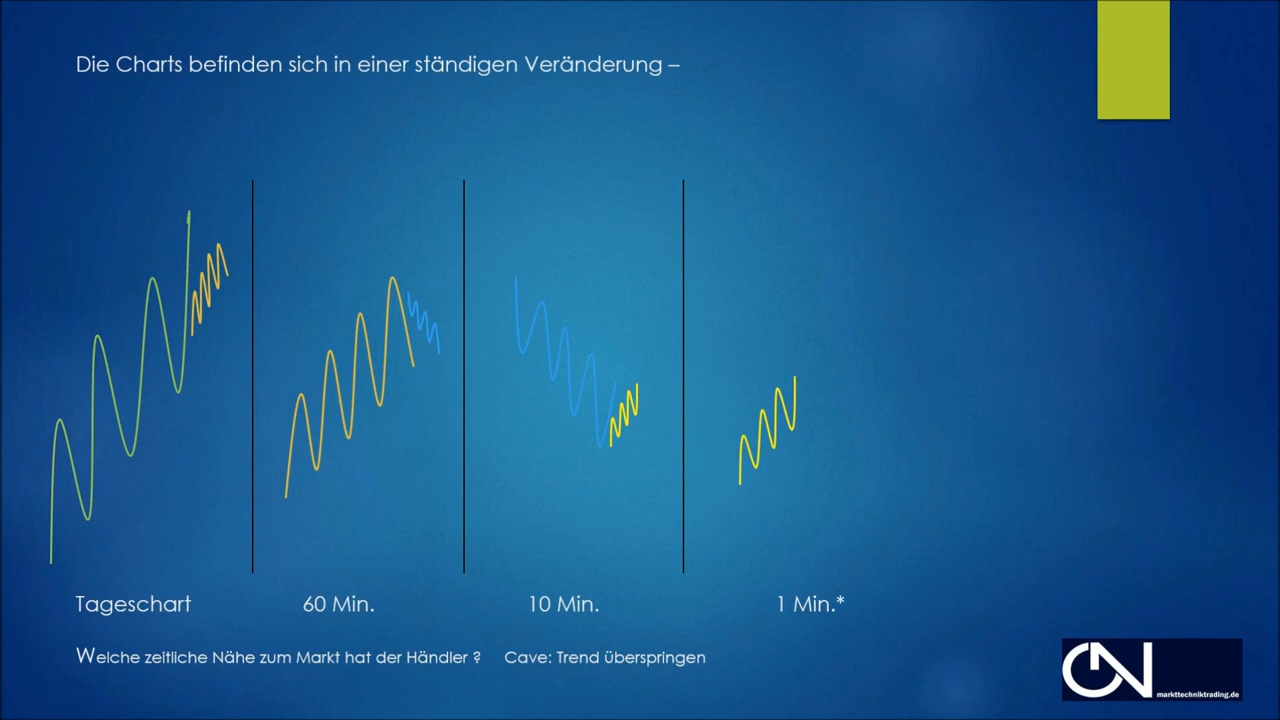 Die Charts befinden sich in einer ständigen Veränderung –
Tageschart 60 Min. 10 Min. 1 Min.*
Welche zeitliche Nähe zum Markt hat der Händler ? Cave: Trend überspringen
ON
markttechniktrading.de